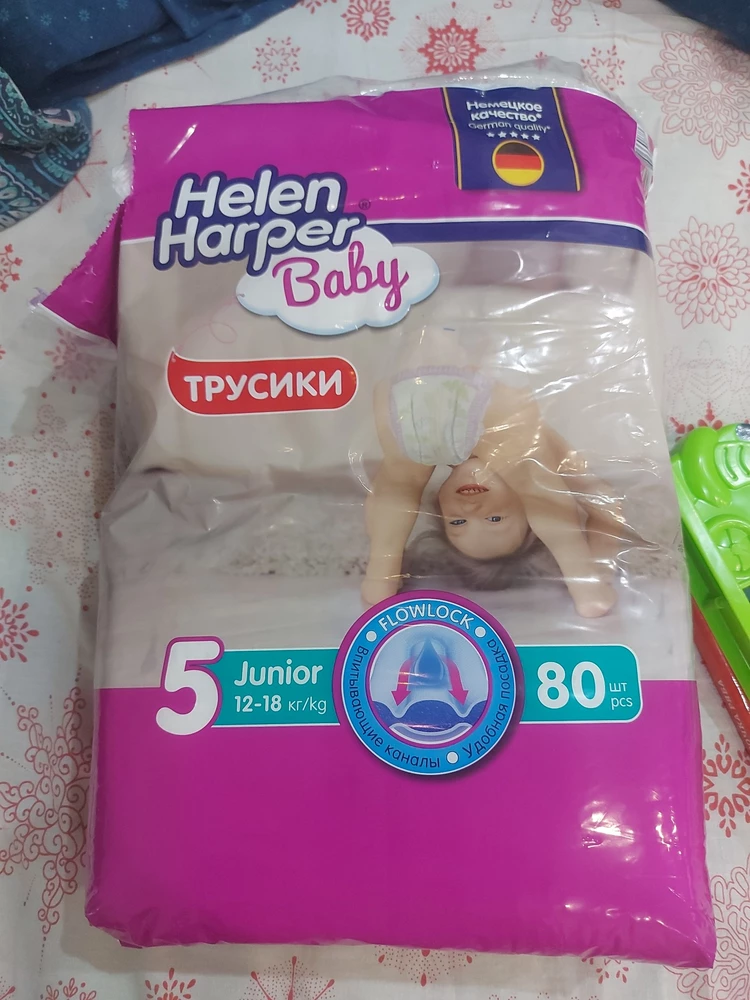 Немецкое
качество*
German quality*
Helen
Harper®
Baby
ТРУСИКИ
5
Junior
12-18 кг/kg
FLOWLOCK
Впитывающие каналы
Удобная посадка
80 шт
pcs